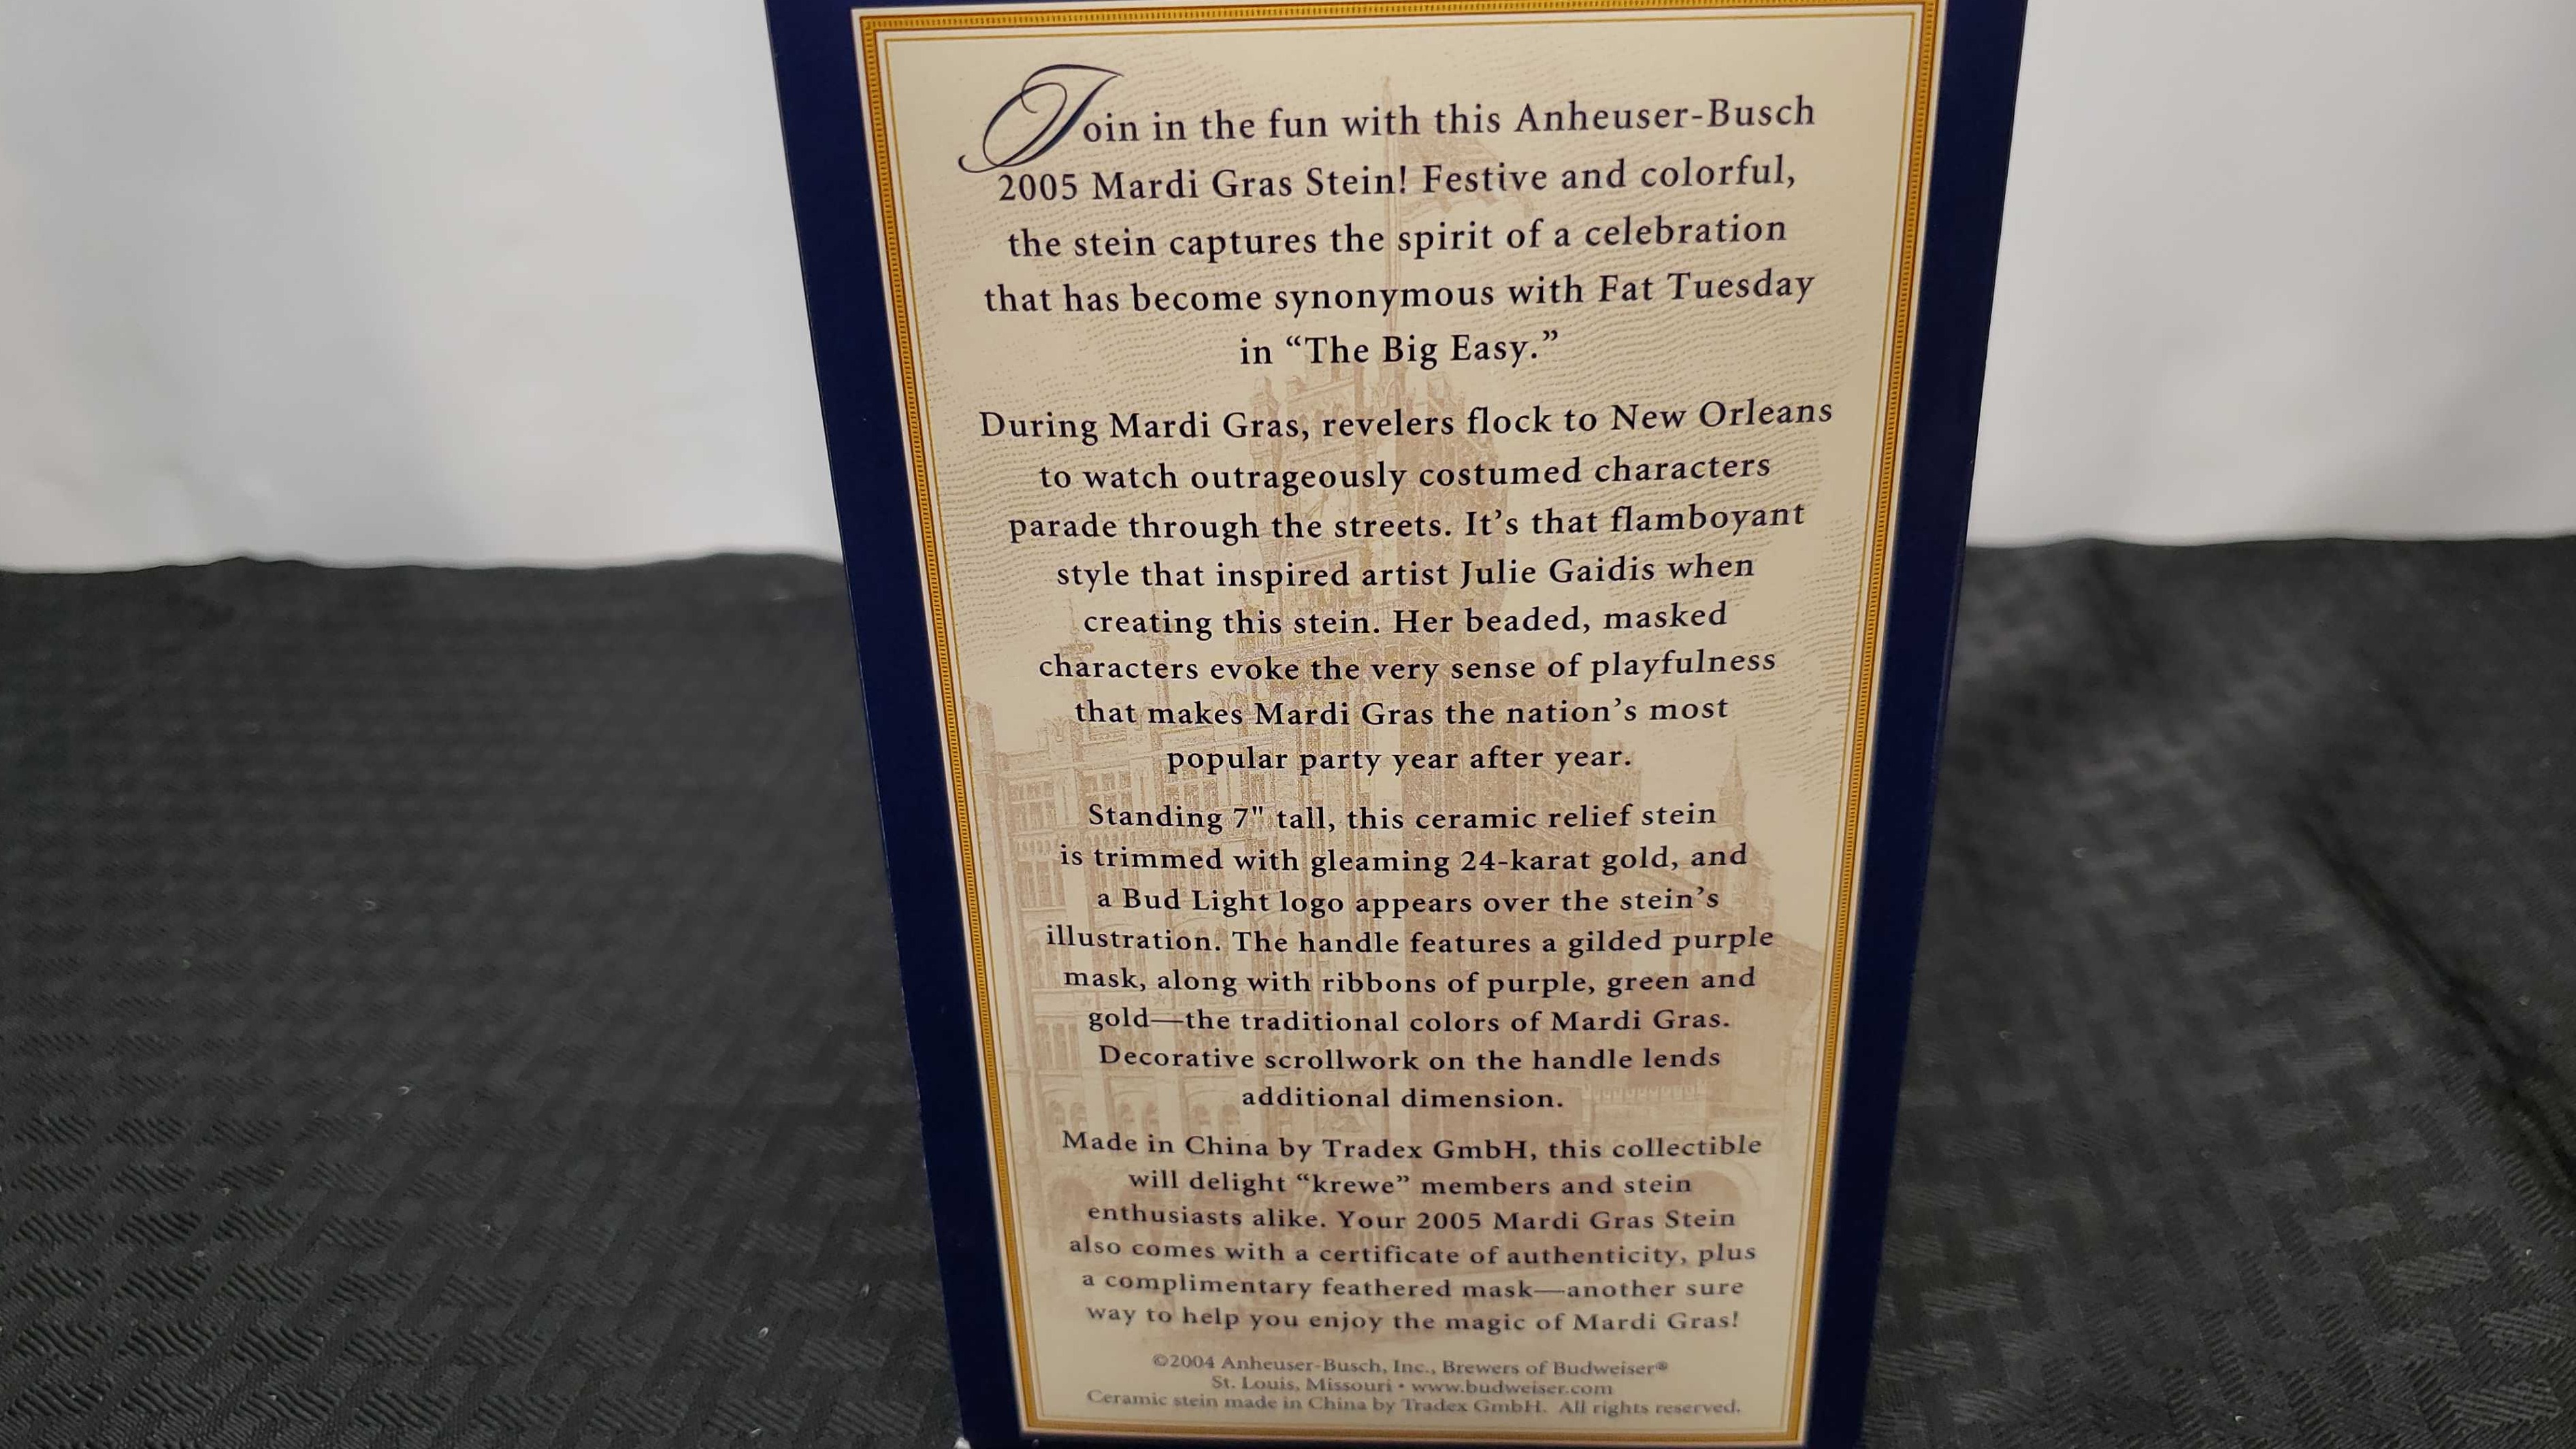 Join in the fun with this Anheuser-Busch
2005 Mardi Gras Stein! Festive and colorful,
the stein captures the spirit of a celebration
that has become synonymous with Fat Tuesday
in “The Big Easy.”
During Mardi Gras, revelers flock to New Orleans
to watch outrageously costumed characters
parade through the streets. It’s that flamboyant
style that inspired artist Julie Gaidis when
creating this stein. Her beaded, masked
characters evoke the very sense of playfulness
that makes Mardi Gras the nation’s most
popular party year after year.
Standing 7" tall, this ceramic relief stein
is trimmed with gleaming 24-karat gold, and
a Bud Light logo appears over the stein’s
illustration. The handle features a gilded purple
mask, along with ribbons of purple, green and
gold—the traditional colors of Mardi Gras.
Decorative scrollwork on the handle lends
additional dimension.
Made in China by Tradex GmbH, this collectible
will delight “krewe” members and stein
enthusiasts alike. Your 2005 Mardi Gras Stein
also comes with a certificate of authenticity, plus
a complimentary feathered mask—another sure
way to help you enjoy the magic of Mardi Gras!
©2004 Anheuser-Busch, Inc., Brewers of Budweiser®
St. Louis, Missouri • www.budweiser.com
Ceramic stein made in China by Tradex GmbH. All rights reserved.